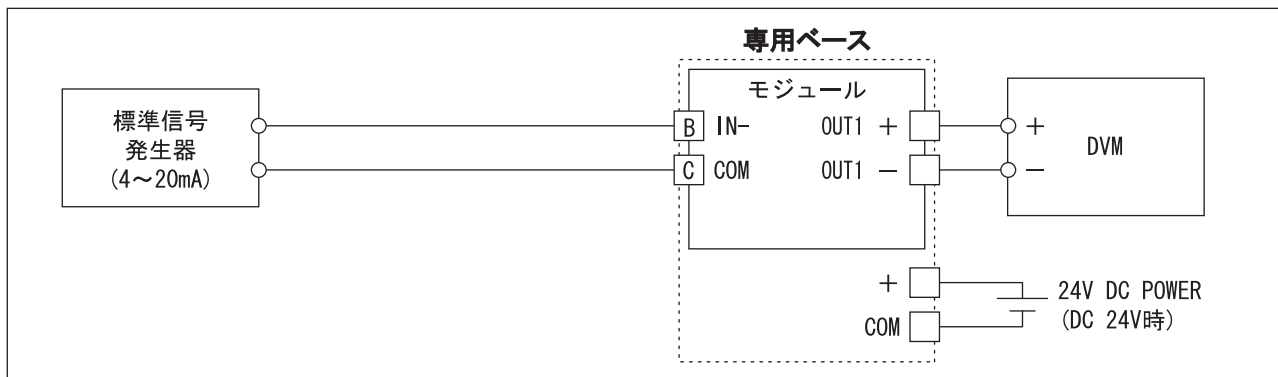 専用ベース
モジュール
標準信号
発生器
(4～20mA)
B IN-
C COM
OUT1 +
OUT1 −
+
−
DVM
+
COM
24V DC POWER
(DC 24V時)